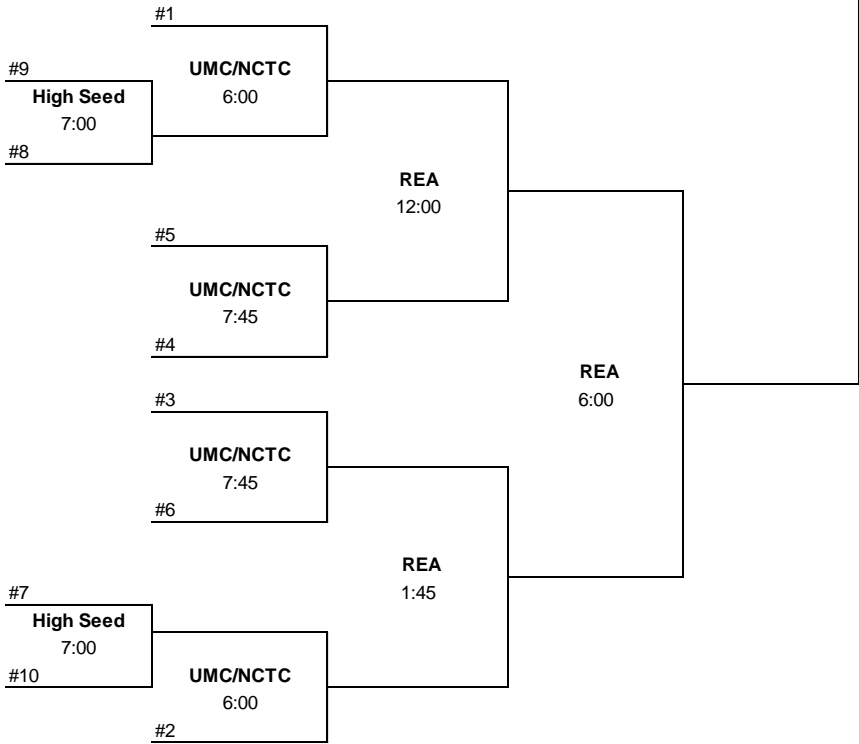 #1
#9
UMC/NCTC
High Seed
6:00
7:00
#8
REA
12:00
#5
UMC/NCTC
7:45
#4
REA
6:00
#3
UMC/NCTC
7:45
#6
REA
1:45
#7
High Seed
7:00
#10
UMC/NCTC
6:00
#2